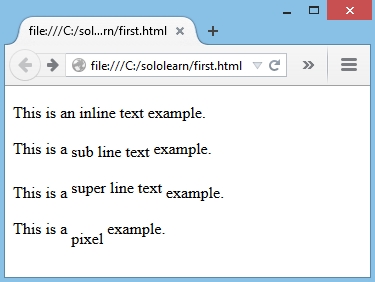 file:///C:/sol...rn/first.html
file:///C:/sololearn/first.html
This is an inline text example.
This is a sub line text example.
This is a super line text example.
This is a pixel example.